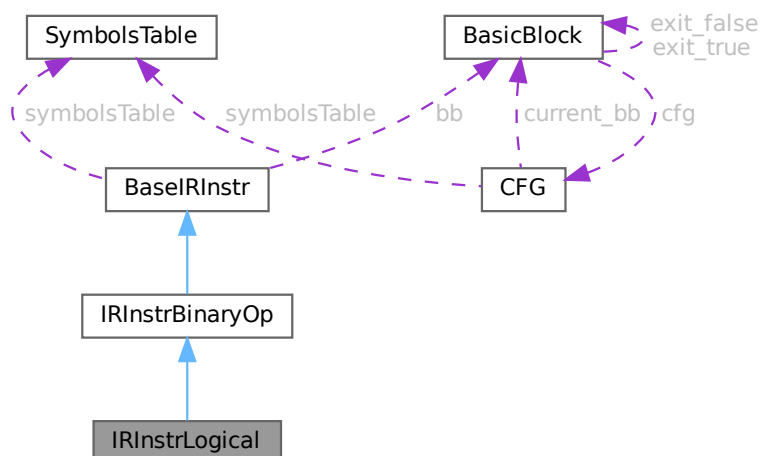 SymbolsTable
BasicBlock
exit_false
exit_true
symbolsTable
symbolsTable
bb
current_bb
cfg
BaseIRInstr
CFG
IRInstrBinaryOp
IRInstrLogical